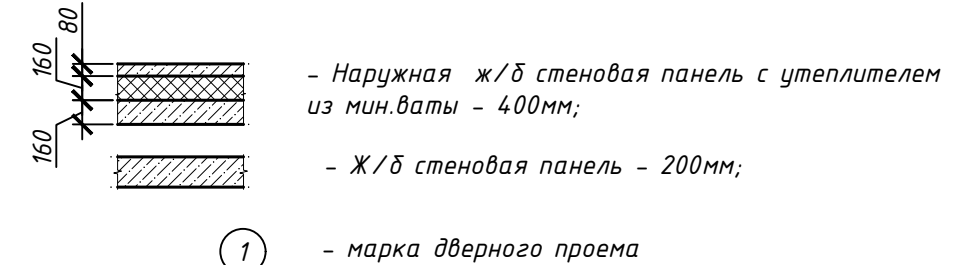 80
160
160
- Наружная ж/б стеновая панель с утеплителем
из мин.ваты - 400мм;
- Ж/б стеновая панель - 200мм;
1 - марка дверного проема